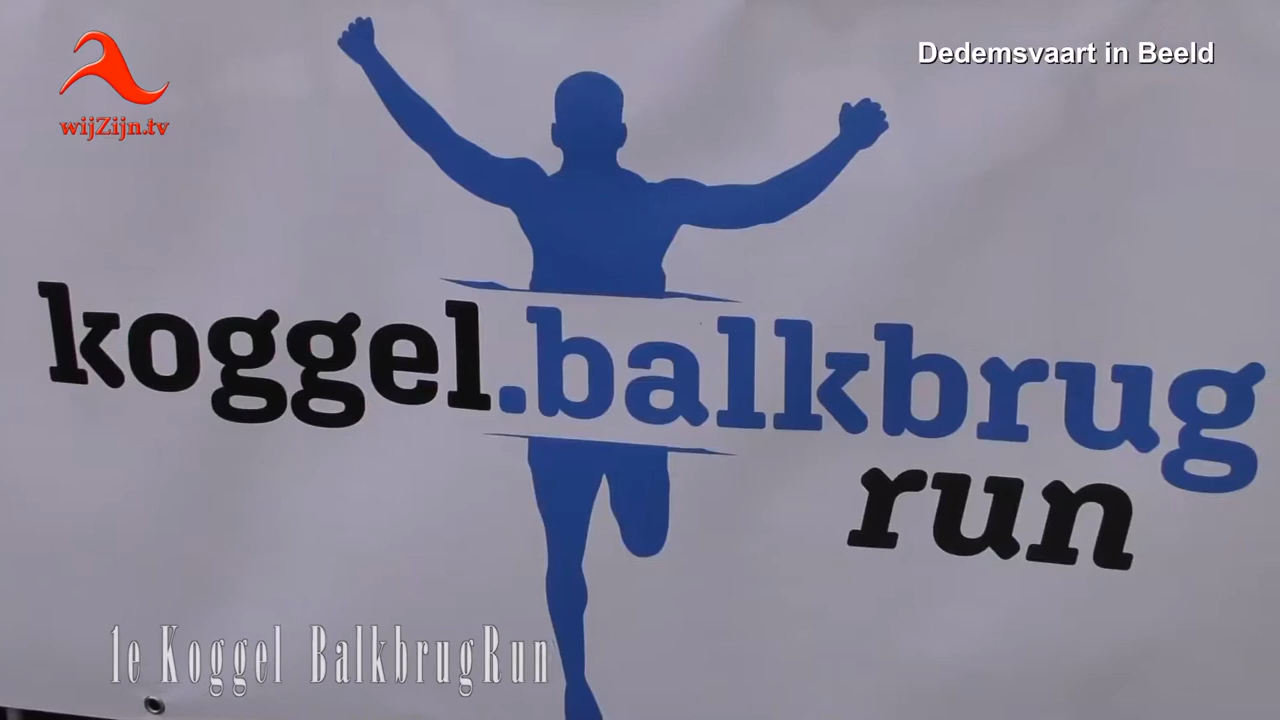 Dedemsvaart in Beeld
wijZijn.tv
koggel.balkbrug
run
1e Koggel BalkbrugRun